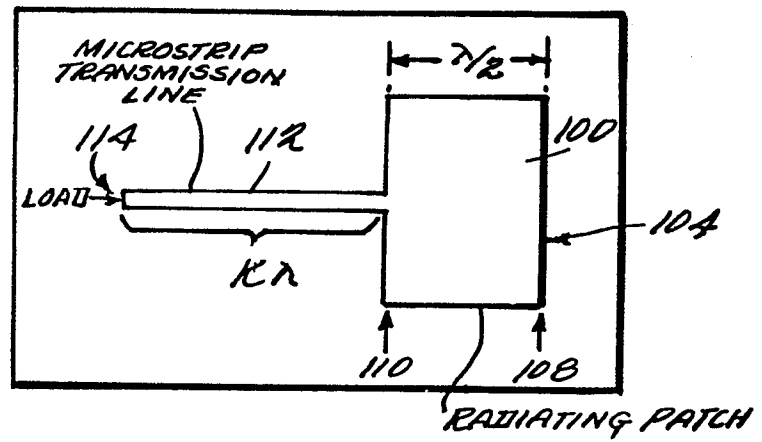 MICROSTRIP
TRANSMISSION
LINE
λ/2
114
112
100
LOAD
104
Kλ
110
108
RADIATING PATCH